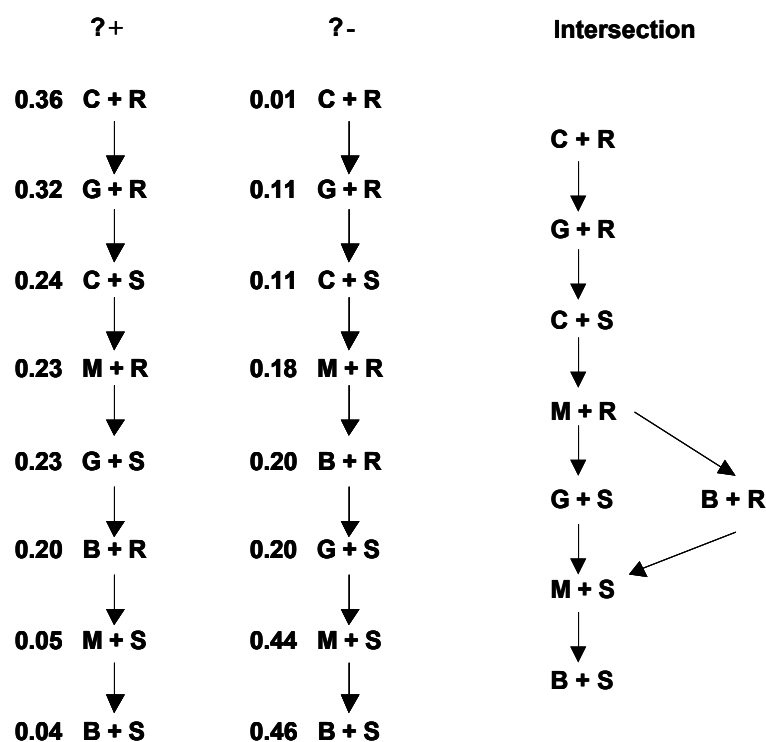 ?+ ?- Intersection
0.36 C + R 0.01 C + R
C + R
0.32 G + R 0.11 G + R
G + R
0.24 C + S 0.11 C + S
C + S
0.23 M + R 0.18 M + R
M + R
0.23 G + S 0.20 B + R
G + S B + R
0.20 B + R 0.20 G + S
M + S
0.05 M + S 0.44 M + S
B + S
0.04 B + S 0.46 B + S